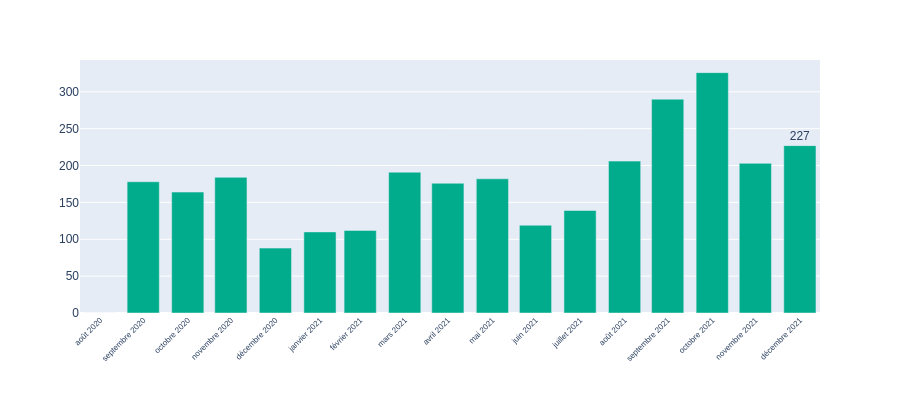 300
250
200
150
100
50
0
227
août 2020
septembre 2020
octobre 2020
novembre 2020
décembre 2020
janvier 2021
février 2021
mars 2021
avril 2021
mai 2021
juin 2021
juillet 2021
août 2021
septembre 2021
octobre 2021
novembre 2021
décembre 2021